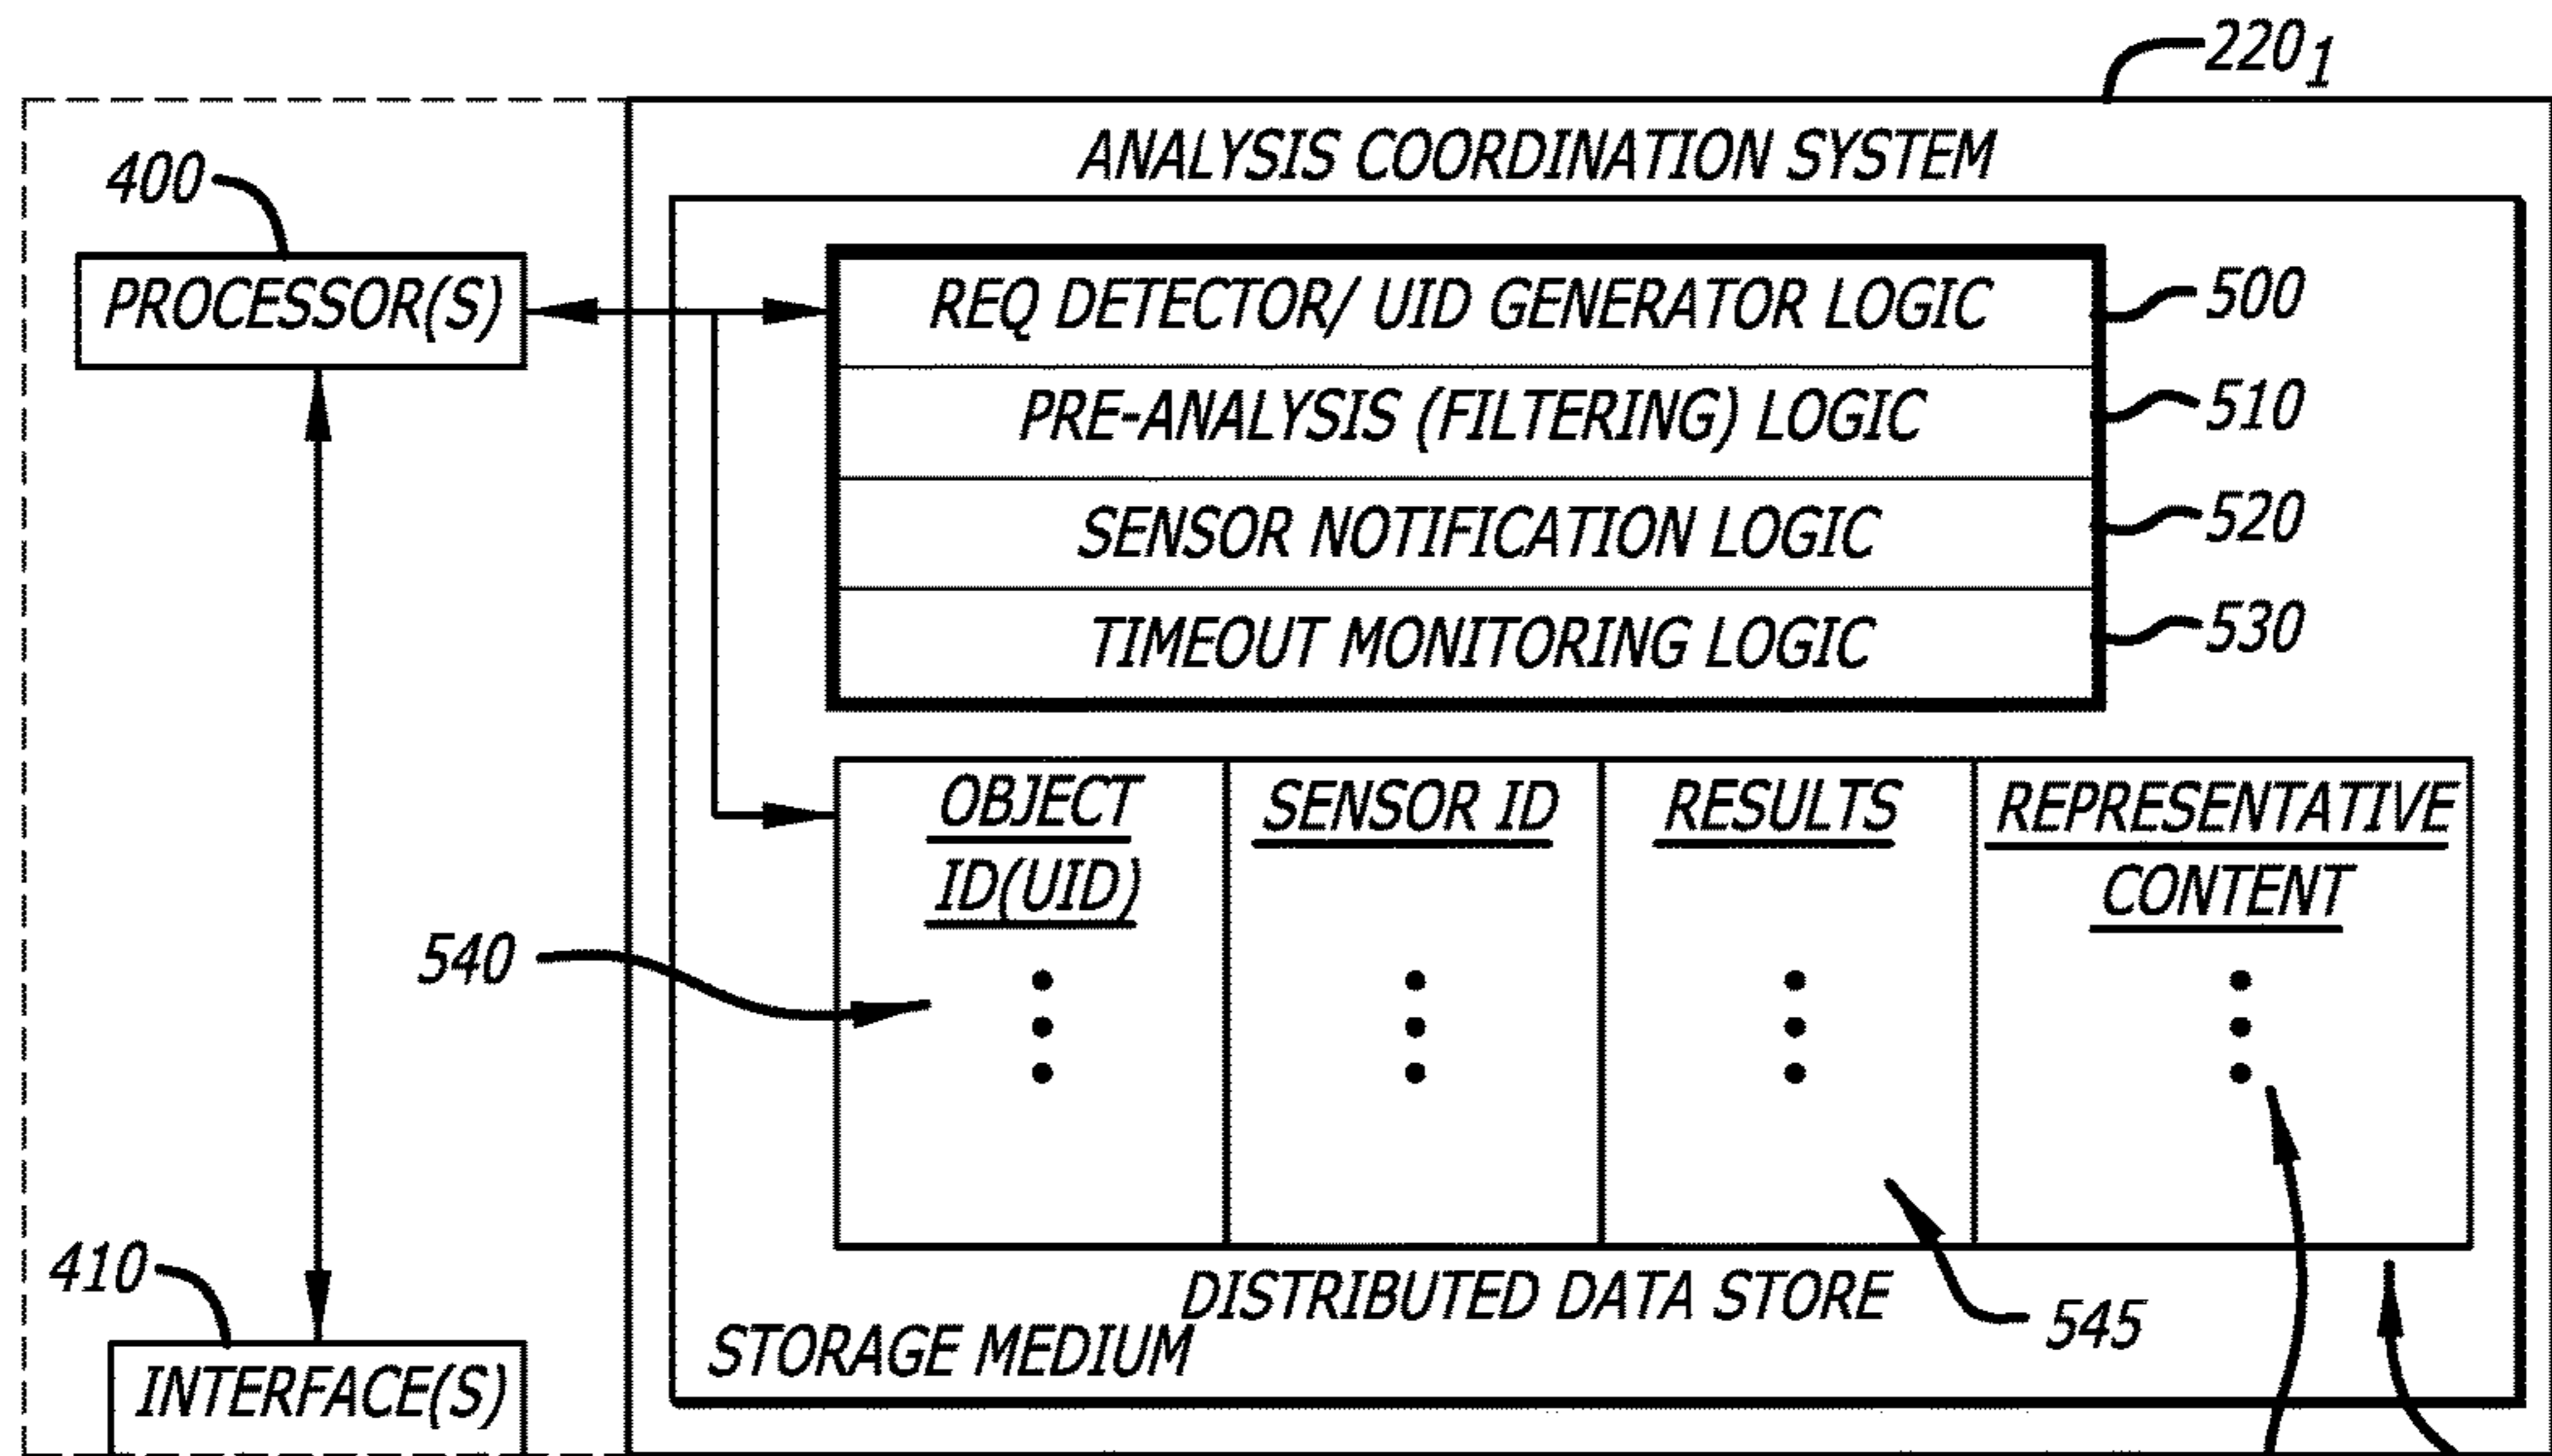 220₁
ANALYSIS COORDINATION SYSTEM
400
PROCESSOR(S)
REQ DETECTOR/ UID GENERATOR LOGIC
500
PRE-ANALYSIS (FILTERING) LOGIC
510
SENSOR NOTIFICATION LOGIC
520
TIMEOUT MONITORING LOGIC
530
OBJECT
ID(UID)
SENSOR ID
RESULTS
REPRESENTATIVE
CONTENT
540
410
DISTRIBUTED DATA STORE
545
STORAGE MEDIUM
INTERFACE(S)